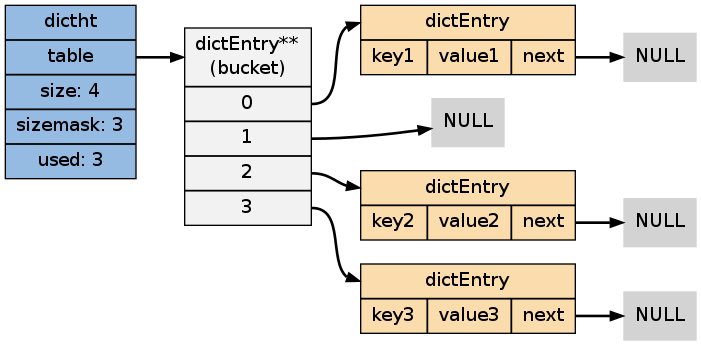 dictht
table
size: 4
sizemask: 3
used: 3
dictEntry**
(bucket)
0
1
2
3
dictEntry
key1 value1 next
NULL
NULL
dictEntry
key2 value2 next
NULL
dictEntry
key3 value3 next
NULL